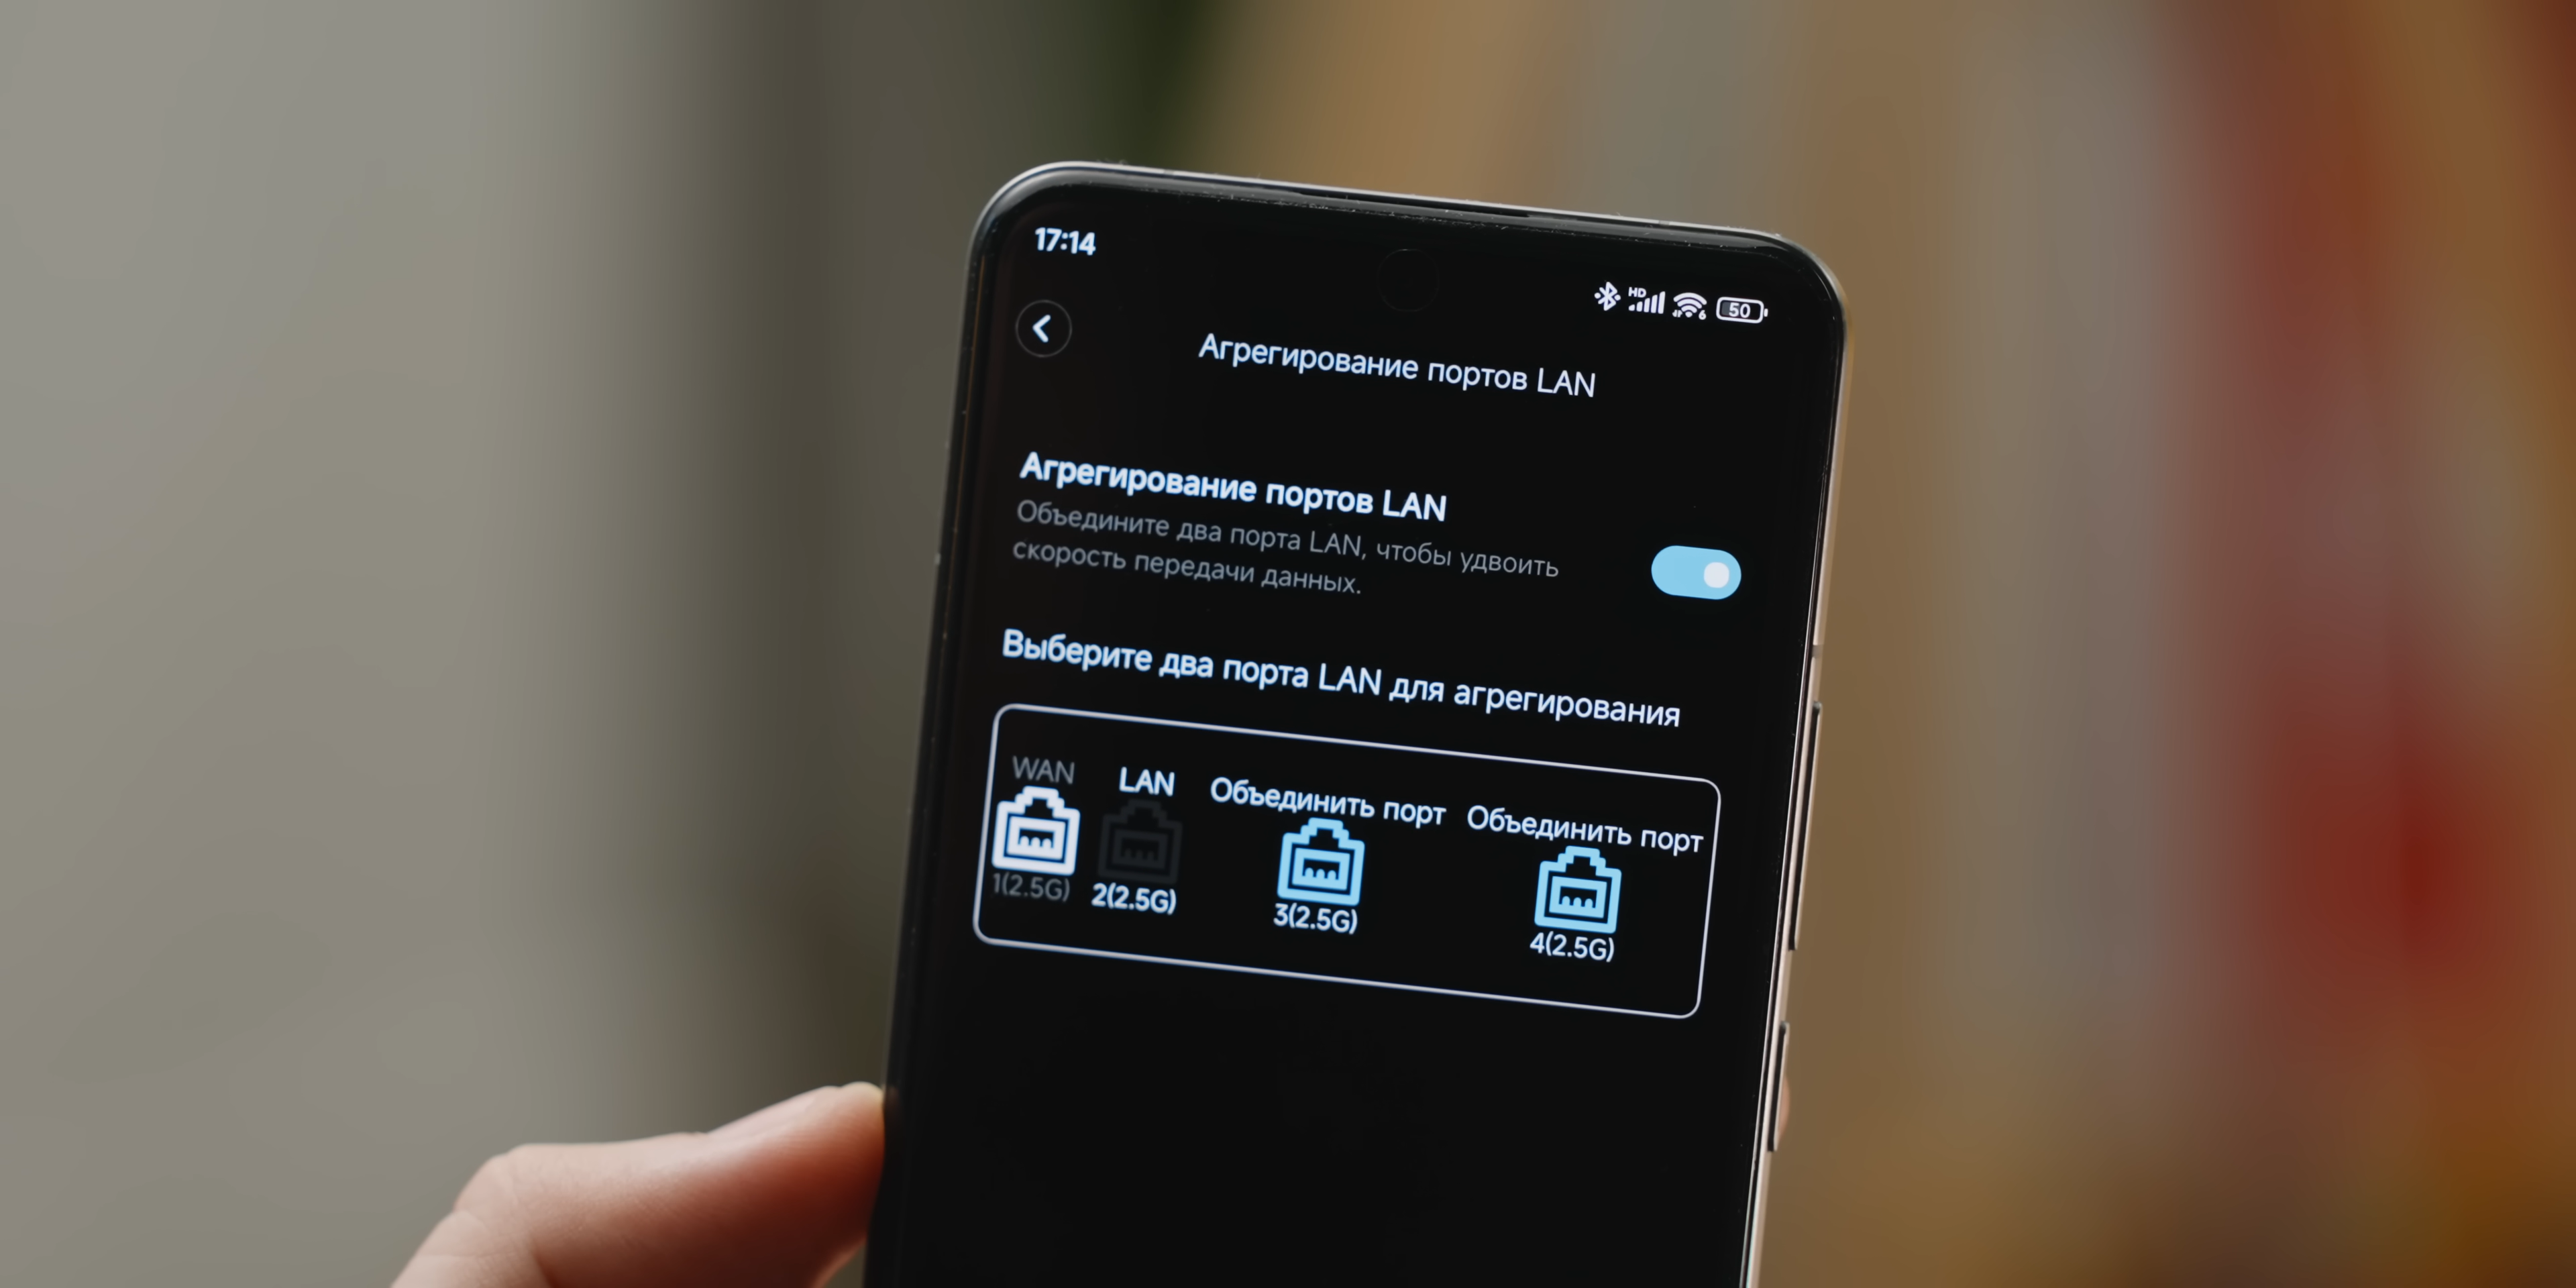 17:14
HD 6 50
Агрегирование портов LAN
Агрегирование портов LAN
Объедините два порта LAN, чтобы удвоить
скорость передачи данных.
Выберите два порта LAN для агрегирования
WAN LAN Объединить порт Объединить порт
1(2.5G) 2(2.5G) 3(2.5G) 4(2.5G)